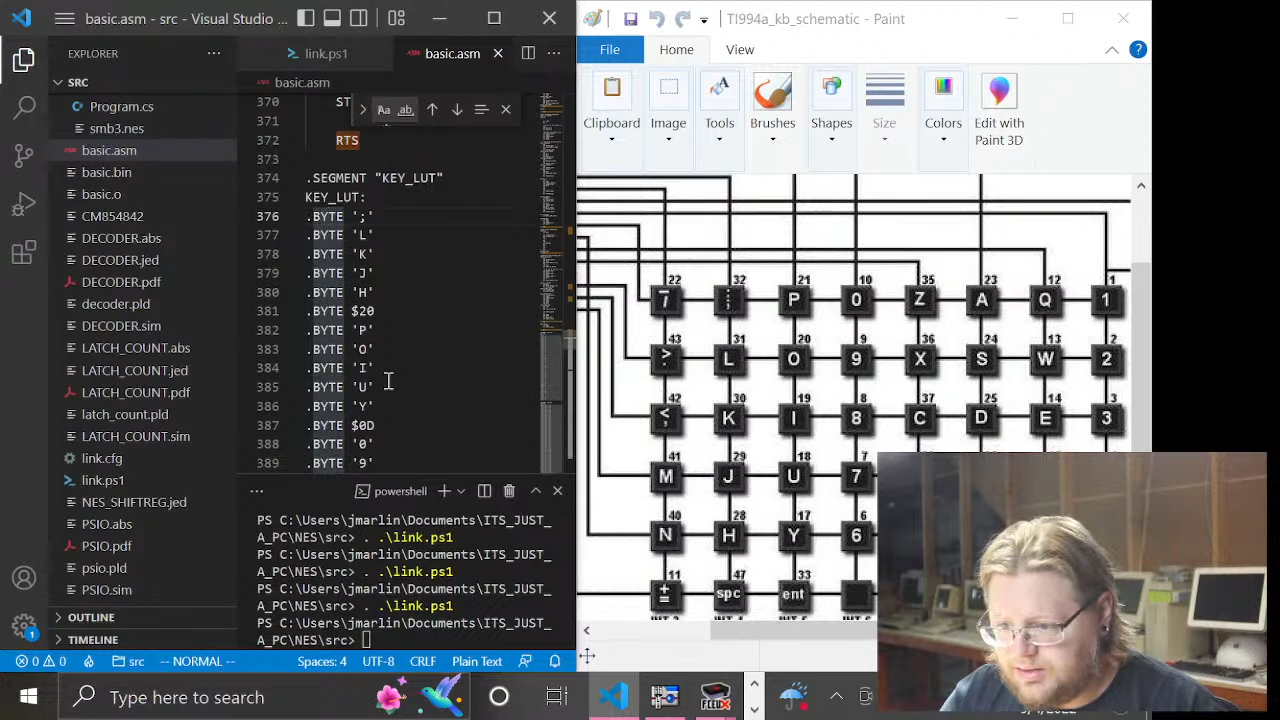 basic.asm - src - Visual Studio ...
EXPLORER
SRC
Program.cs
smb3.nes
basic.asm
basic.bin
basic.o
CM898842
DECODER.abs
DECODER.jed
DECODER.pdf
decoder.pld
DECODER.sim
LATCH_COUNT.abs
LATCH_COUNT.jed
LATCH_COUNT.pdf
latch_count.pld
LATCH_COUNT.sim
link.cfg
link.ps1
NES_SHIFTREG.jed
PSIO.abs
PSIO.pdf
psio.pld
PSIO.sim
OUTLINE
TIMELINE
link.ps1
ASM basic.asm
ASM basic.asm
Aa ab
370 ST
371
372 RTS
373
374 .SEGMENT "KEY_LUT"
375 KEY_LUT:
376 .BYTE ';'
377 .BYTE 'L'
378 .BYTE 'K'
379 .BYTE 'J'
380 .BYTE 'H'
381 .BYTE $20
382 .BYTE 'P'
383 .BYTE 'O'
384 .BYTE 'I'
385 .BYTE 'U'
386 .BYTE 'Y'
387 .BYTE $0D
388 .BYTE '0'
389 .BYTE '9'
powershell
PS C:\Users\jmarlin\Documents\ITS_JUST_
A_PC\NES\src> . .\link.ps1
PS C:\Users\jmarlin\Documents\ITS_JUST_
A_PC\NES\src> . .\link.ps1
PS C:\Users\jmarlin\Documents\ITS_JUST_
A_PC\NES\src> . .\link.ps1
PS C:\Users\jmarlin\Documents\ITS_JUST_
A_PC\NES\src>
0 0 src -- NORMAL -- Spaces: 4 UTF-8 CRLF Plain Text
1
TI994a_kb_schematic - Paint
File Home View
Clipboard Image Tools Brushes Shapes Size Colors Edit with
Paint 3D
22 32 21 10 35 23 12 1
7 ; P 0 Z A Q 1
43 31 20 9 36 24 13 2
> . L O 9 X S W 2
42 30 19 8 37 25 14 3
< , K I 8 C D E 3
41 29 18 7
M J U 7
40 28 17 6
N H Y 6
11 47 33
± spc ent
Type here to search